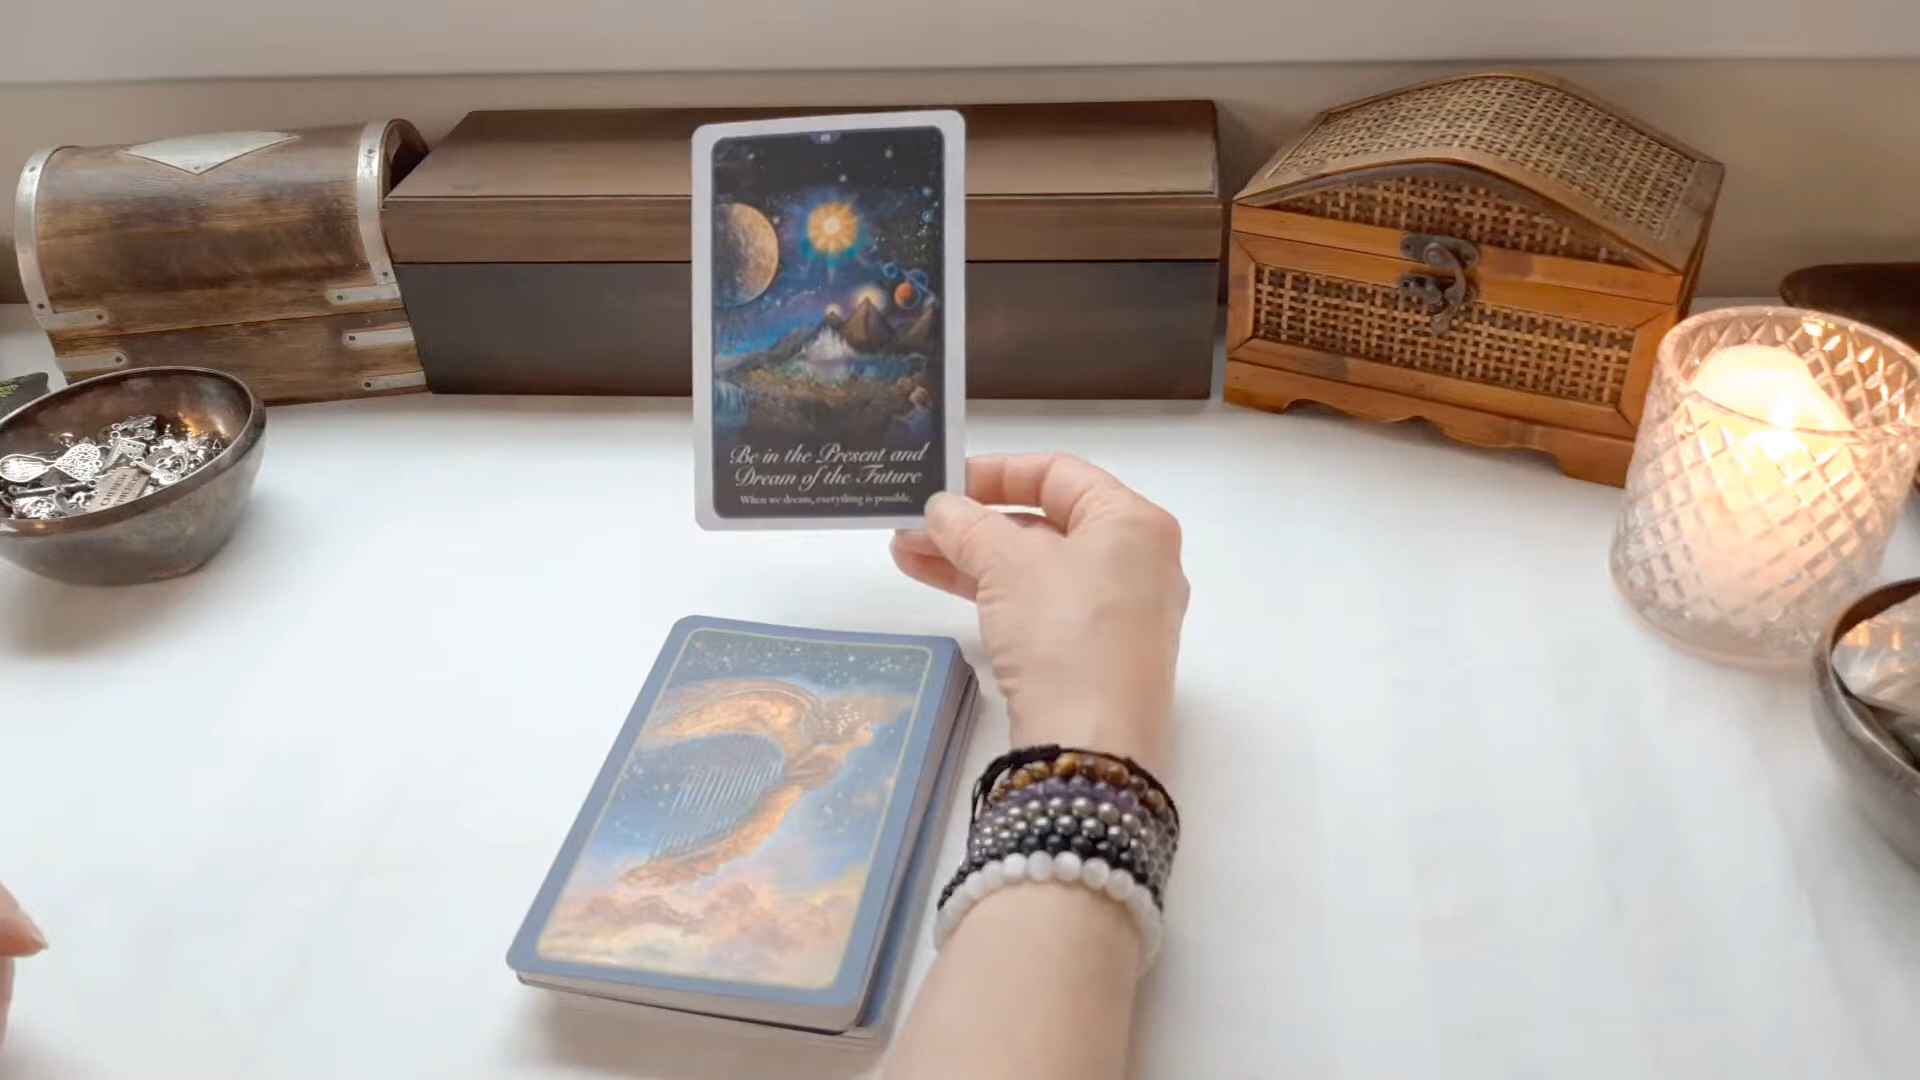 Be in the Present and
Dream of the Future
When we dream, everything is possible.